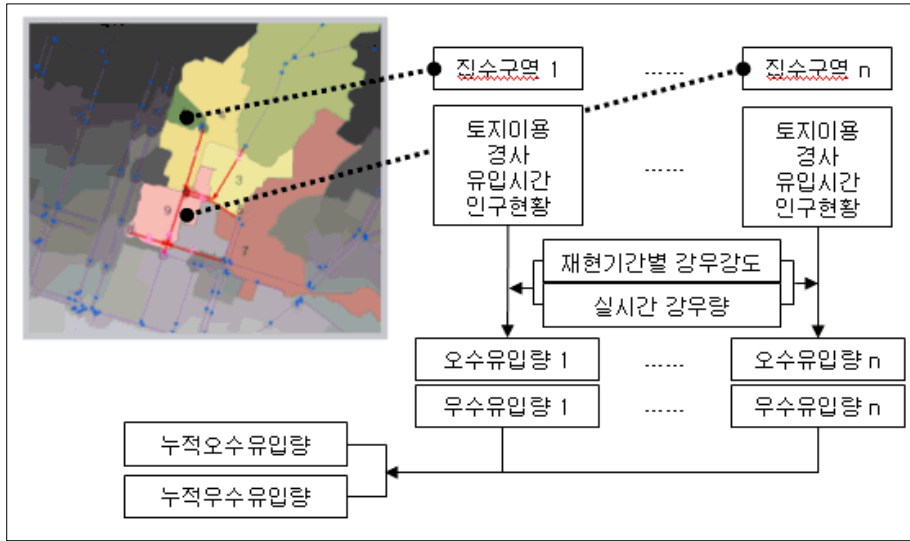 집수구역 1
……
집수구역 n
토지이용
경사
유입시간
인구현황
……
토지이용
경사
유입시간
인구현황
재현기간별 강우강도
실시간 강우량
오수유입량 1
……
오수유입량 n
우수유입량 1
……
우수유입량 n
누적오수유입량
누적우수유입량
3
9
7